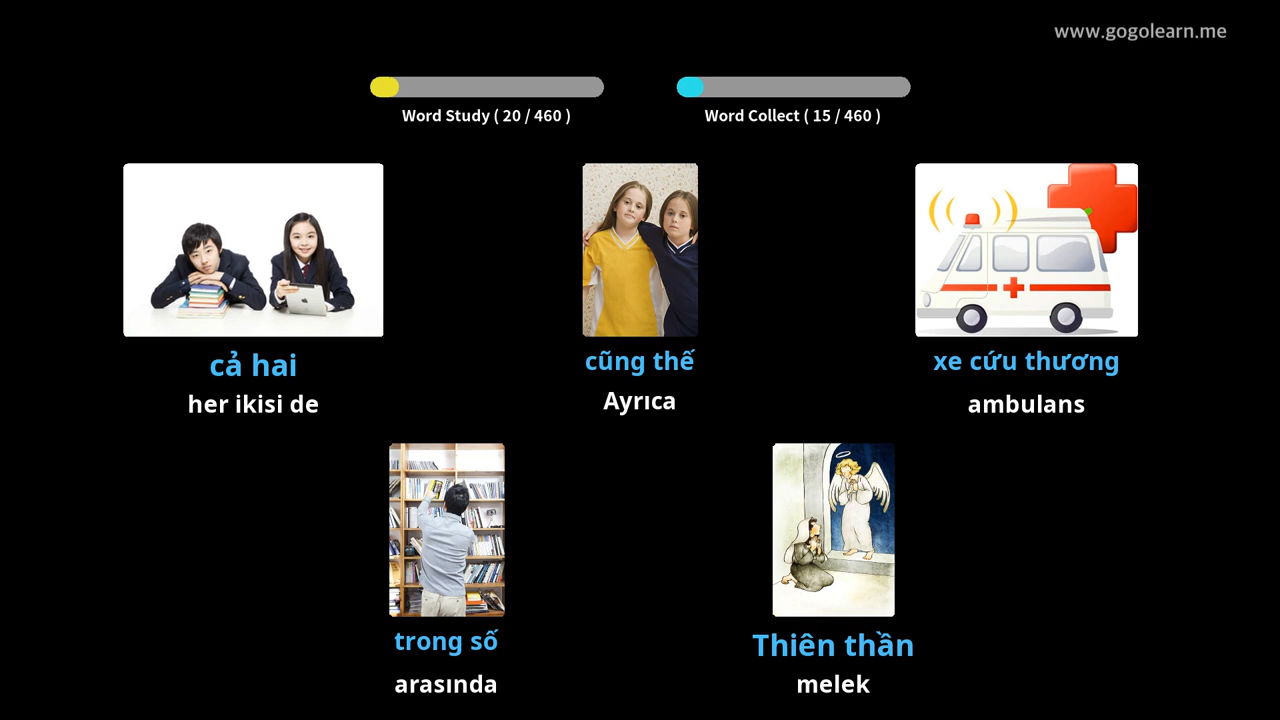 www.gogolearn.me
Word Study ( 20 / 460 )
Word Collect ( 15 / 460 )
cả hai
her ikisi de
cũng thế
Ayrıca
xe cứu thương
ambulans
trong số
arasında
Thiên thần
melek